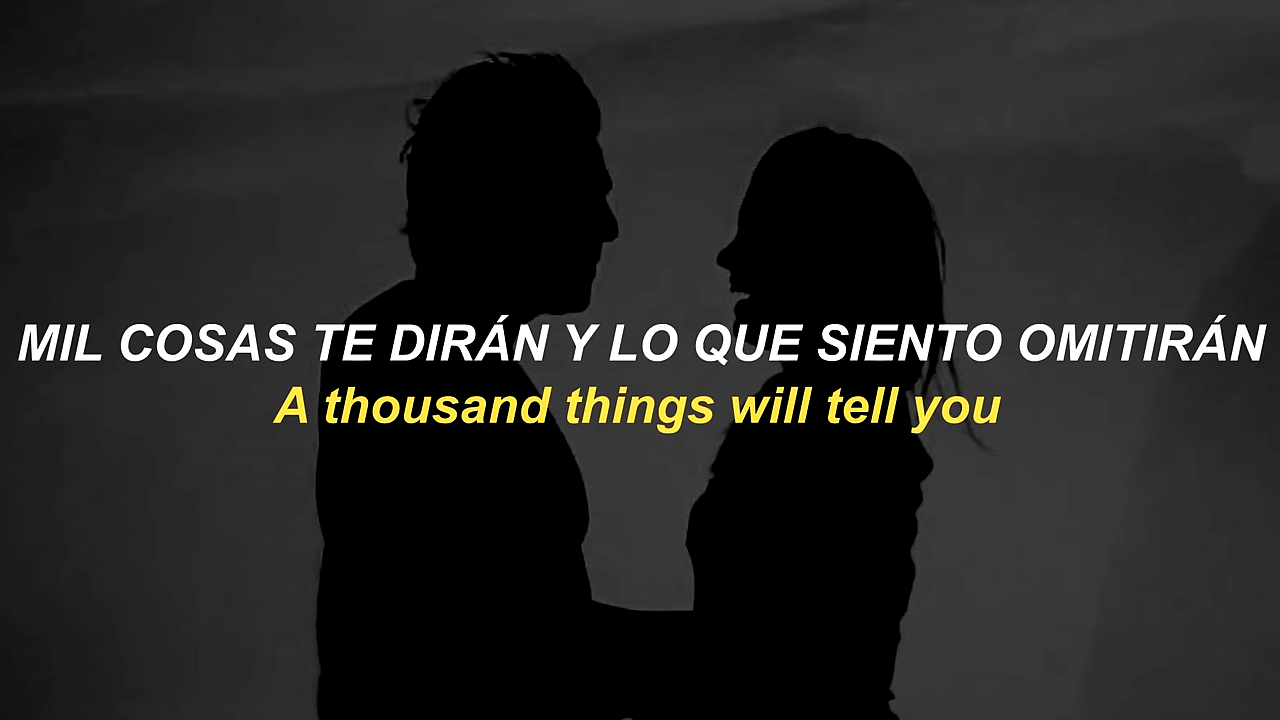 MIL COSAS TE DIRÁN Y LO QUE SIENTO OMITIRÁN
A thousand things will tell you